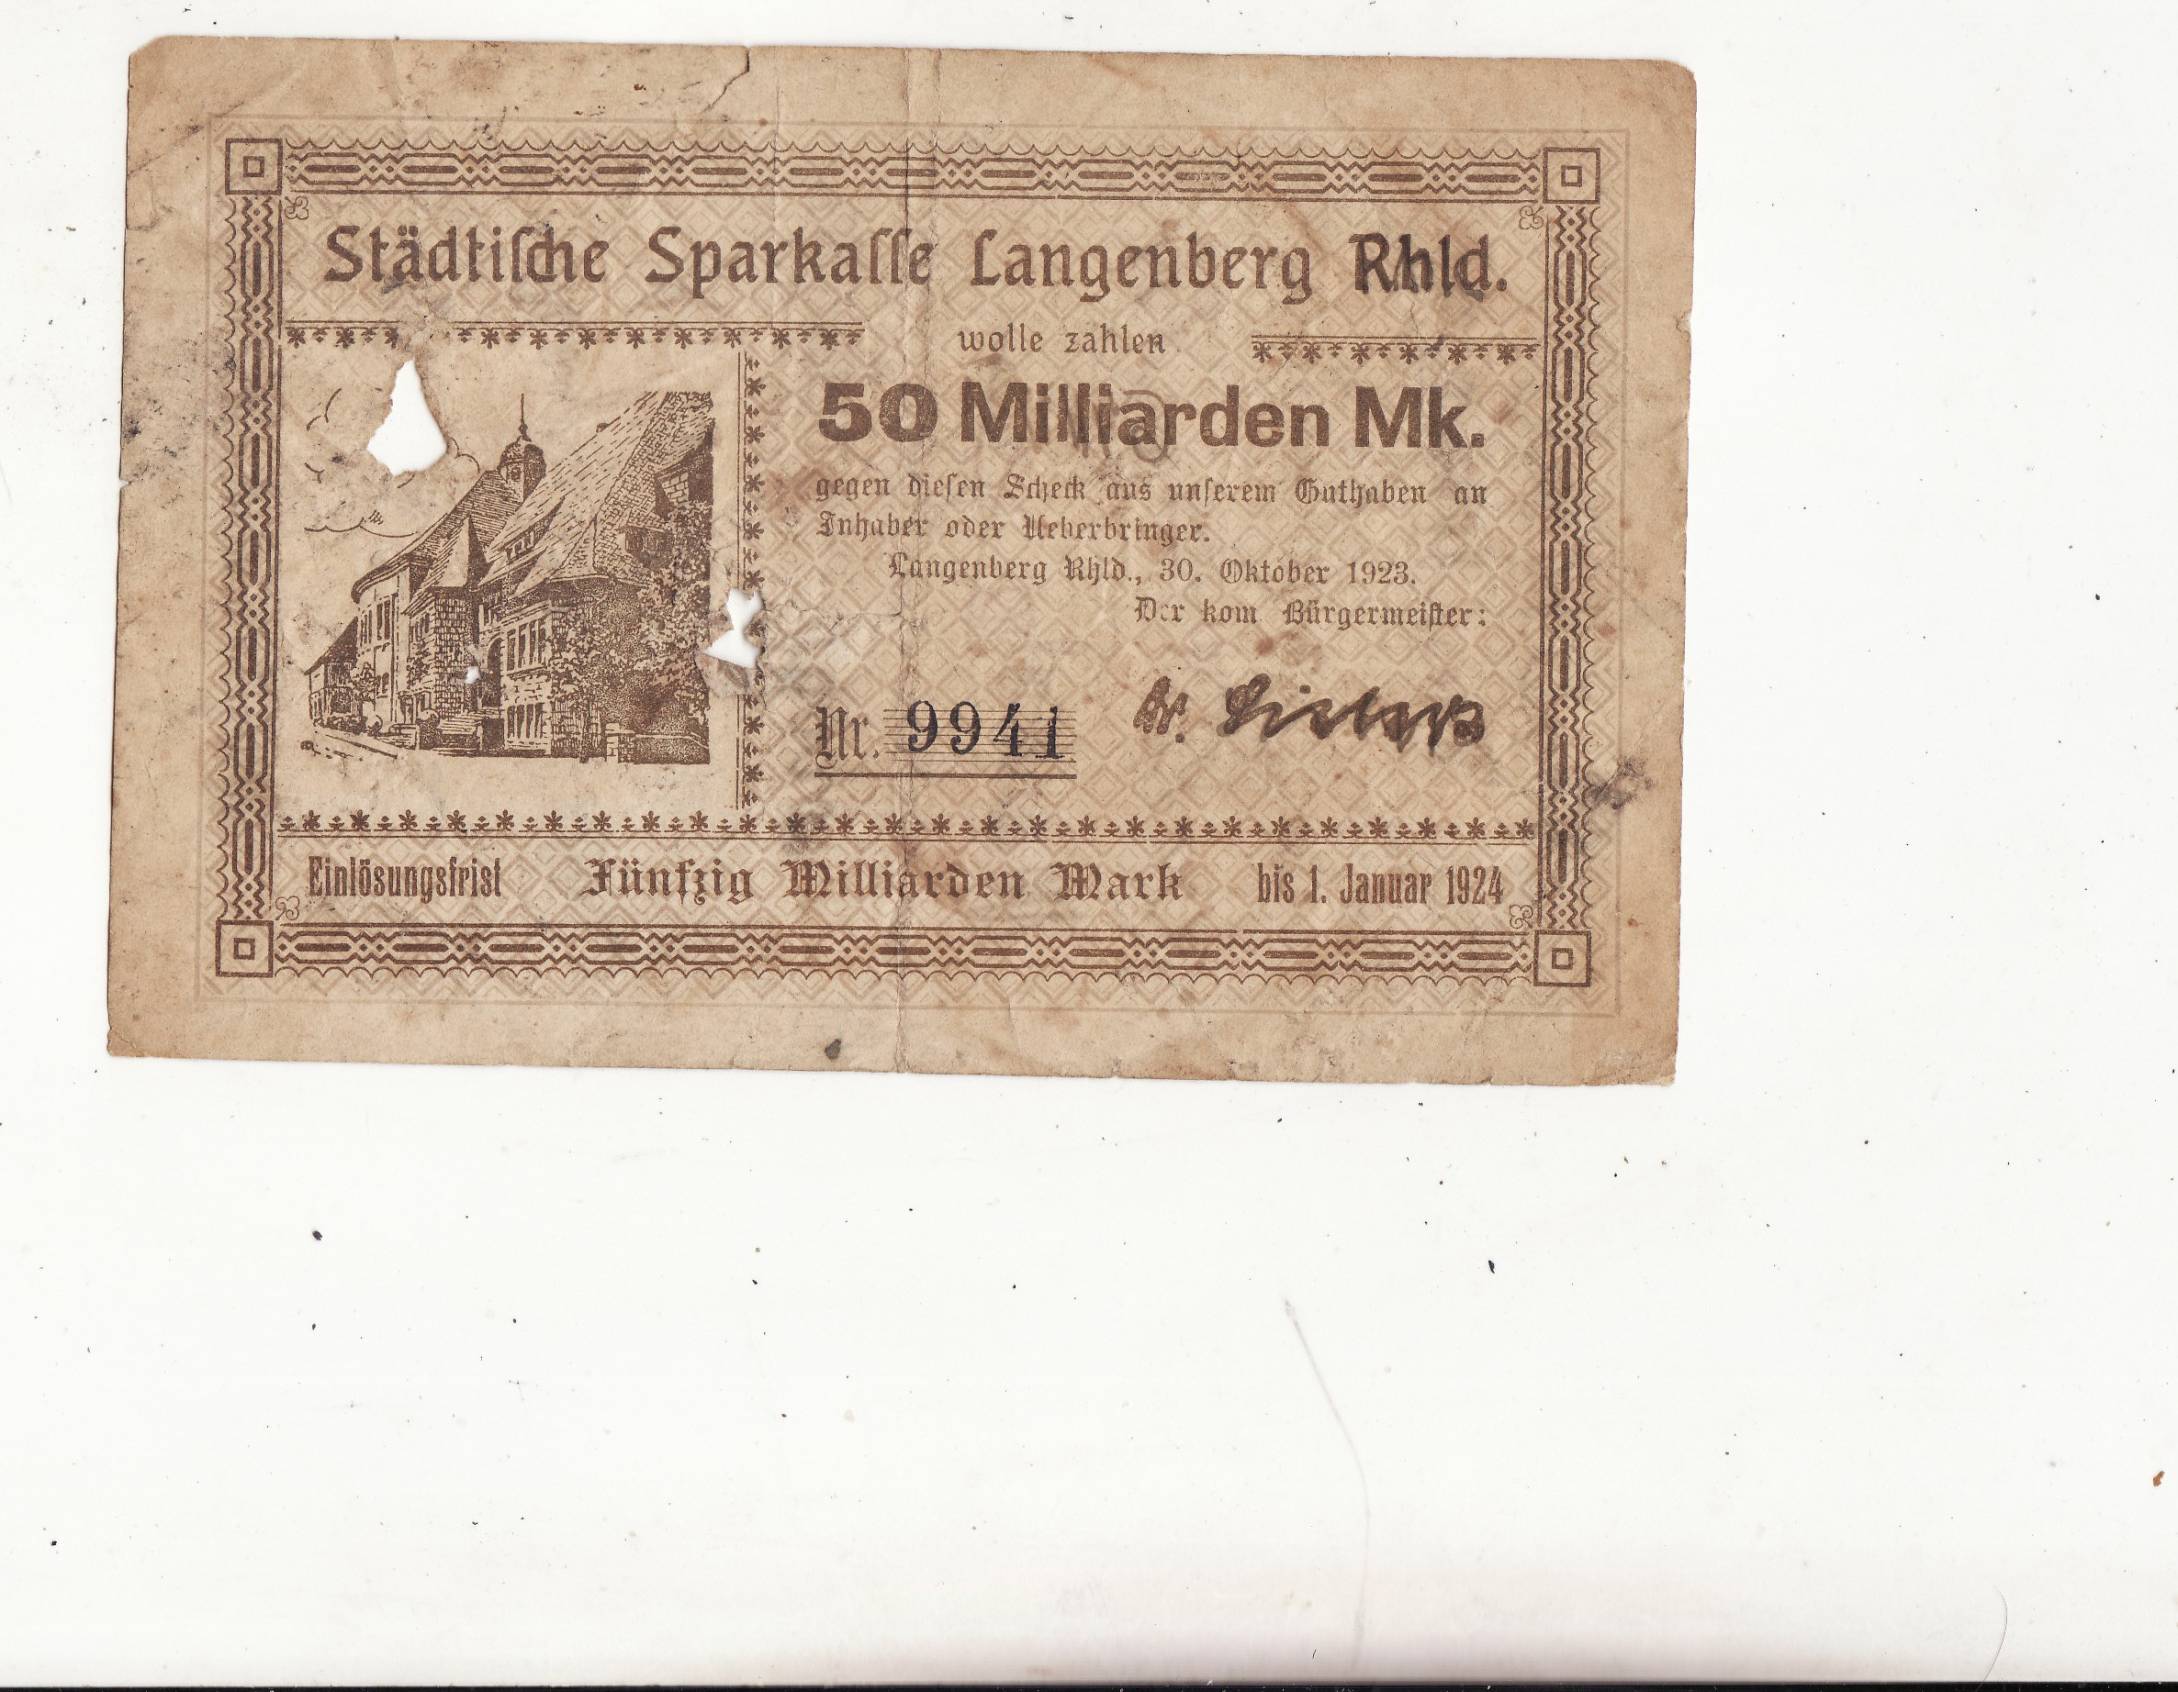 Städtiſche Sparkaſſe Langenberg Rhld.
wolle zahlen
50 Milliarden Mk.
gegen dieſen Scheck aus unſerem Guthaben an
Inhaber oder Ueberbringer.
Langenberg Rhld., 30. Oktober 1923.
Der kom Bürgermeiſter:
Nr. 9941
Dr.
Einlöſungsfriſt Fünfzig Milliarden Mark bis 1. Januar 1924